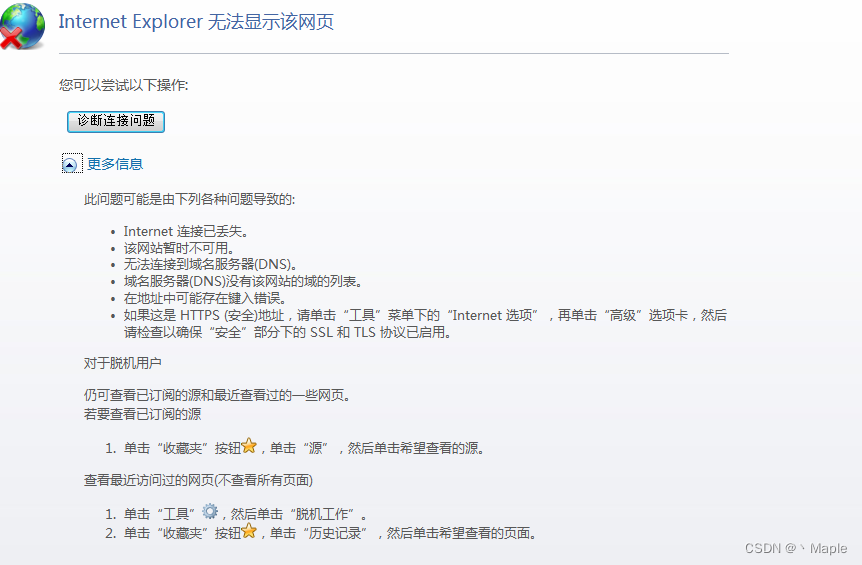 Internet Explorer 无法显示该网页
您可以尝试以下操作:
诊断连接问题
更多信息
此问题可能是由下列各种问题导致的:
• Internet 连接已丢失。
• 该网站暂时不可用。
• 无法连接到域名服务器(DNS)。
• 域名服务器(DNS)没有该网站的域的列表。
• 在地址中可能存在键入错误。
• 如果这是 HTTPS (安全)地址，请单击“工具”菜单下的“Internet 选项”，再单击“高级”选项卡，然后
请检查以确保“安全”部分下的 SSL 和 TLS 协议已启用。
对于脱机用户
仍可查看已订阅的源和最近查看过的一些网页。
若要查看已订阅的源
1. 单击“收藏夹”按钮，单击“源”，然后单击希望查看的源。
查看最近访问过的网页(不查看所有页面)
1. 单击“工具”，然后单击“脱机工作”。
2. 单击“收藏夹”按钮，单击“历史记录”，然后单击希望查看的页面。
CSDN @丶Maple